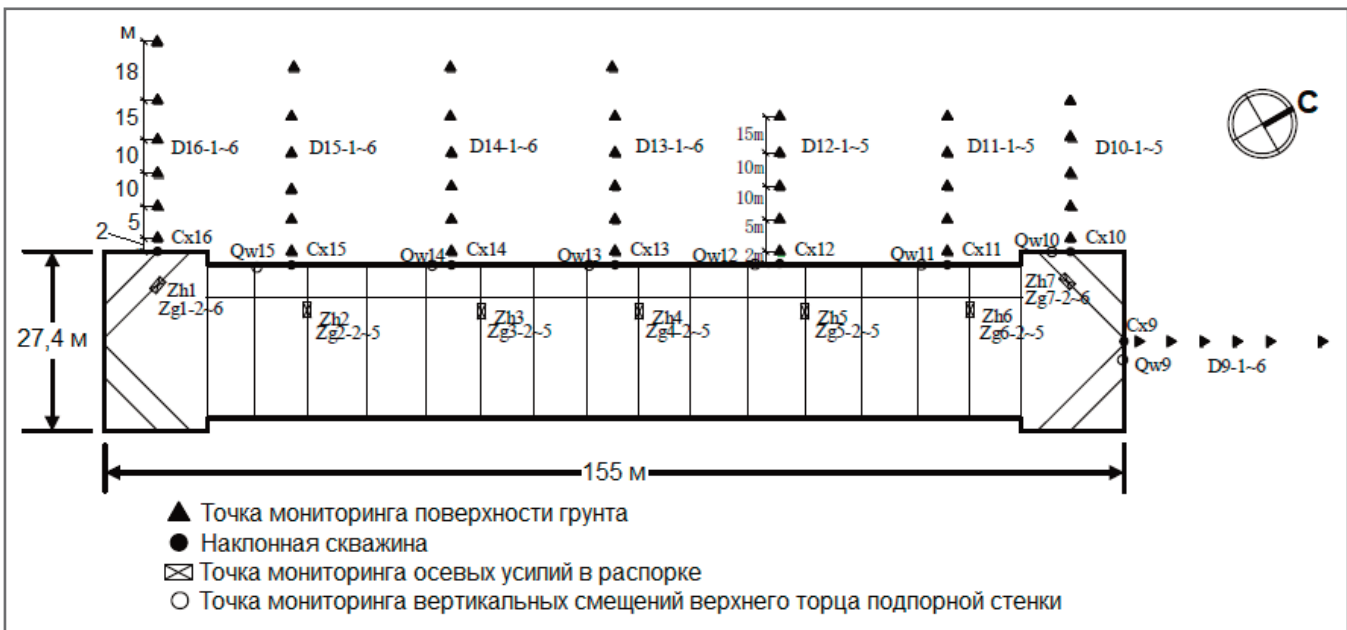 М
18
15
10
10
5
2
D16-1~6
D15-1~6
D14-1~6
D13-1~6
15m
10m
10m
5m
2m
D12-1~5
D11-1~5
D10-1~5
С
Cx16
Qw15
Cx15
Qw14
Cx14
Qw13
Cx13
Qw12
Cx12
Qw11
Cx11
Qw10
Cx10
Zh1
Zg1-2~6
Zh2
Zg2-2~5
Zh3
Zg3-2~5
Zh4
Zg4-2~5
Zh5
Zg5-2~5
Zh6
Zg6-2~5
Zh7
Zg7-2~6
Cx9
Qw9
D9-1~6
27,4 м
155 м
Точка мониторинга поверхности грунта
Наклонная скважина
Точка мониторинга осевых усилий в распорке
Точка мониторинга вертикальных смещений верхнего торца подпорной стенки